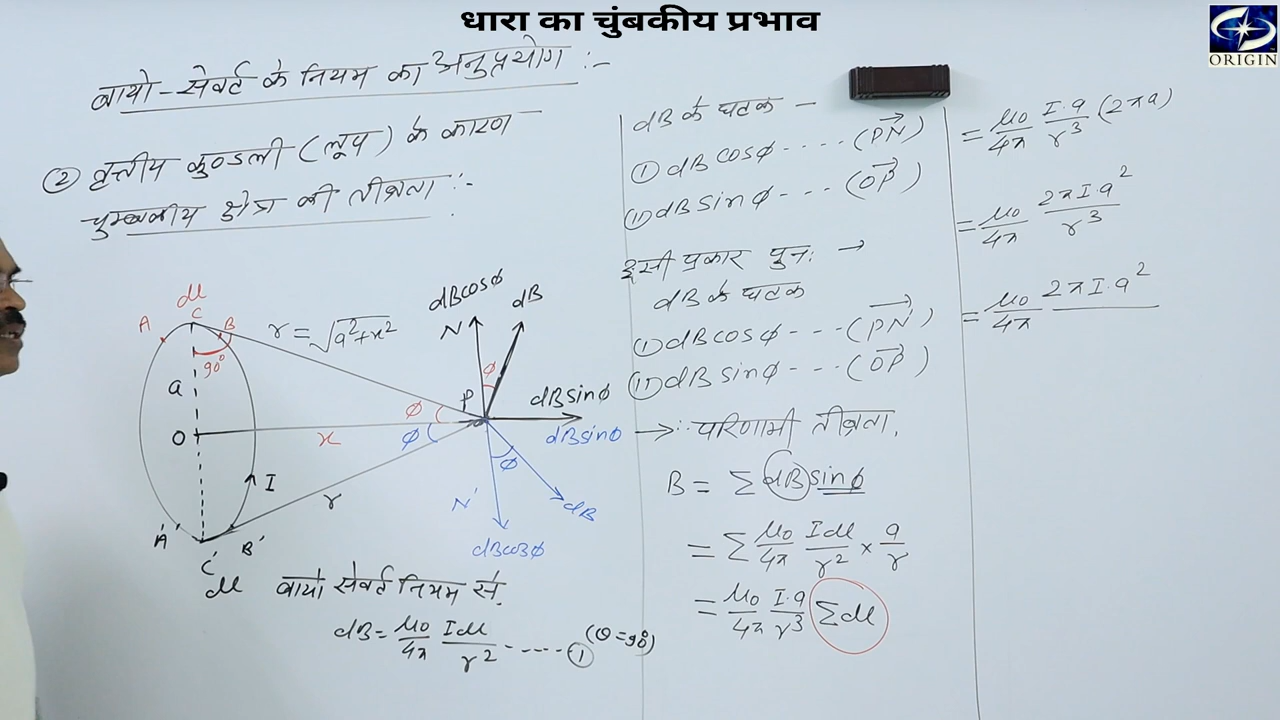 धारा का चुंबकीय प्रभाव
ORIGIN
बायो-सेवर्ट के नियम का अनुप्रयोग :-
② वृत्तीय कुण्डली (लूप) के कारण
चुम्बकीय क्षेत्र की तीव्रता :-
dl
A C B
90°
a
O
x
r = √a²+x²
I
r
A' B'
C'
dl
dBcosφ
N
dB
φ
P
dBsinφ
dBsinφ
φ
φ
φ
N'
dB
dBcosφ
बायो सेवर्ट नियम से,
dB = μ₀/4π Idl/r² ----- ① (θ=90°)
dB के घटक –
① dB cosφ ---- (PN→)
⑪ dB sinφ --- (OP→)
इसी प्रकार पुनः →
dB के घटक
① dB cosφ --- (PN'→)
⑪ dB sinφ --- (OP→)
→ ∴ परिणामी तीव्रता,
B = Σ dB sinφ
= Σ μ₀/4π Idl/r² × a/r
= μ₀/4π I.a/r³ Σdl
= μ₀/4π I.a/r³ (2πa)
= μ₀/4π 2πI.a²/r³
= μ₀/4π 2πI.a²